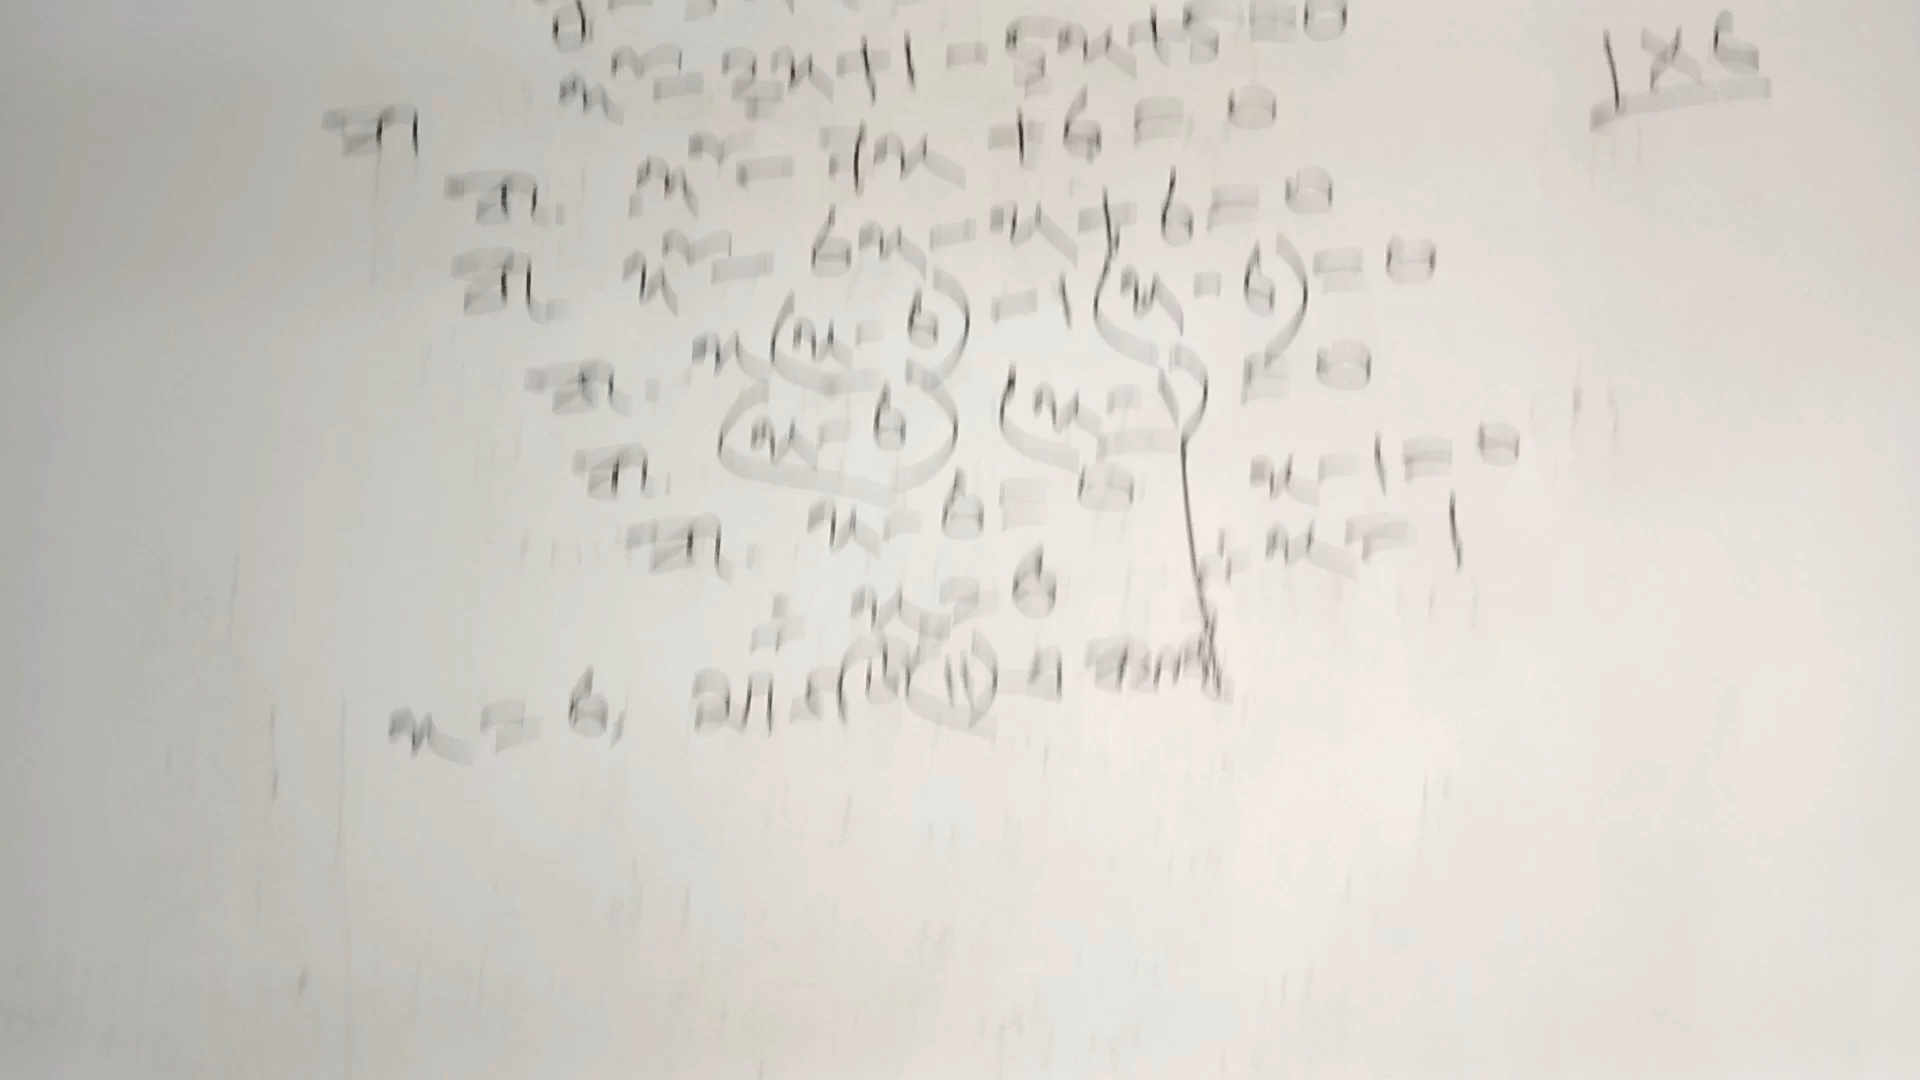 x² - 2x + 1 - 5x + 5 = 0
1 × 6
বা x² - 7x + 6 = 0
বা, x² - 6x - x + 6 = 0
বা, x(x - 6) - 1(x - 6) = 0
বা, (x - 6) (x - 1) = 0
বা, x - 6 = 0 x - 1 = 0
∴ x = 6 ∴ x = 1
x = 6,